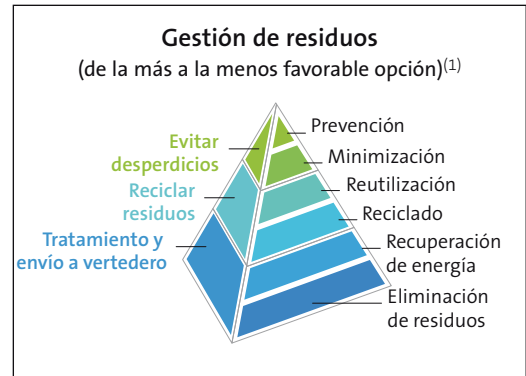 Gestión de residuos
(de la más a la menos favorable opción)(1)
Evitar
desperdicios
Reciclar
residuos
Tratamiento y
envío a vertedero
Prevención
Minimización
Reutilización
Reciclado
Recuperación
de energía
Eliminación
de residuos